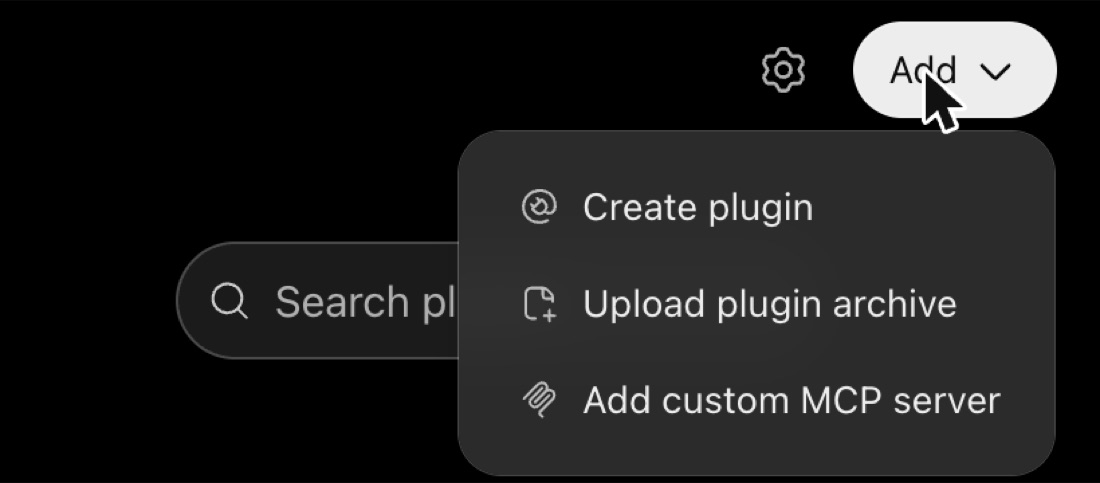 Add
Create plugin
Search pl
Upload plugin archive
Add custom MCP server